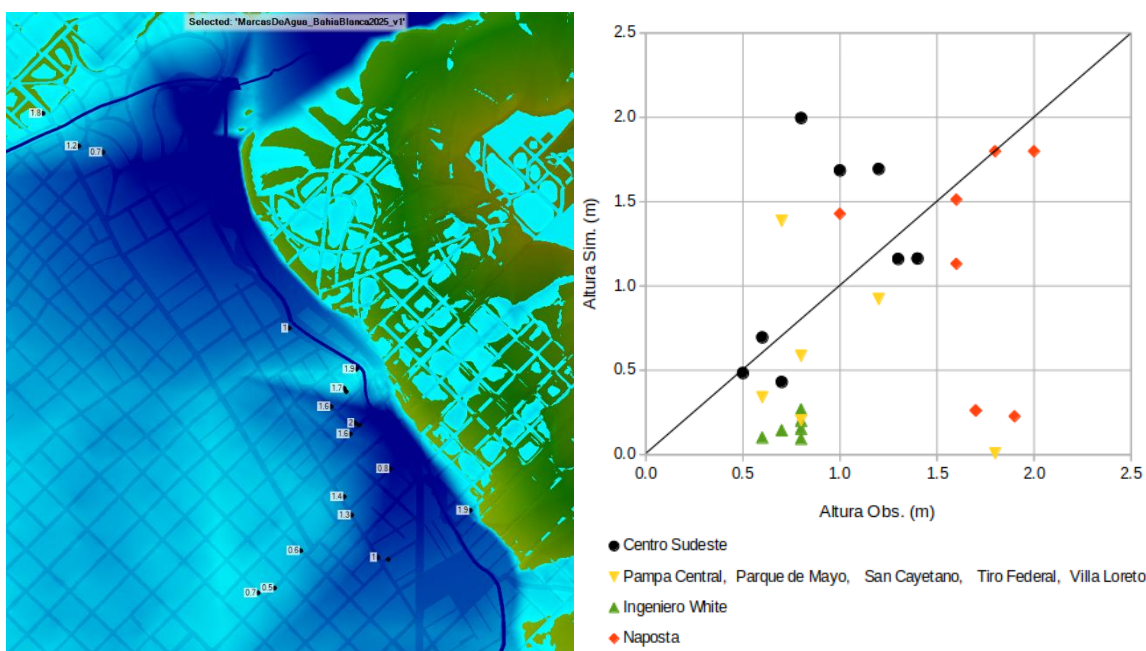 Selected: 'MarcasDeAgua_BahiaBlanca2025_v1'
1.8
1.2
0.7
1
1.9
1.7
1.6
2
1.6
0.8
1.4
1.9
1.3
0.6
1
0.5
0.7
2.5
2.0
1.5
1.0
0.5
0.0
Altura Sim. (m)
0.0 0.5 1.0 1.5 2.0 2.5
Altura Obs. (m)
Centro Sudeste
Pampa Central, Parque de Mayo, San Cayetano, Tiro Federal, Villa Loreto
Ingeniero White
Naposta